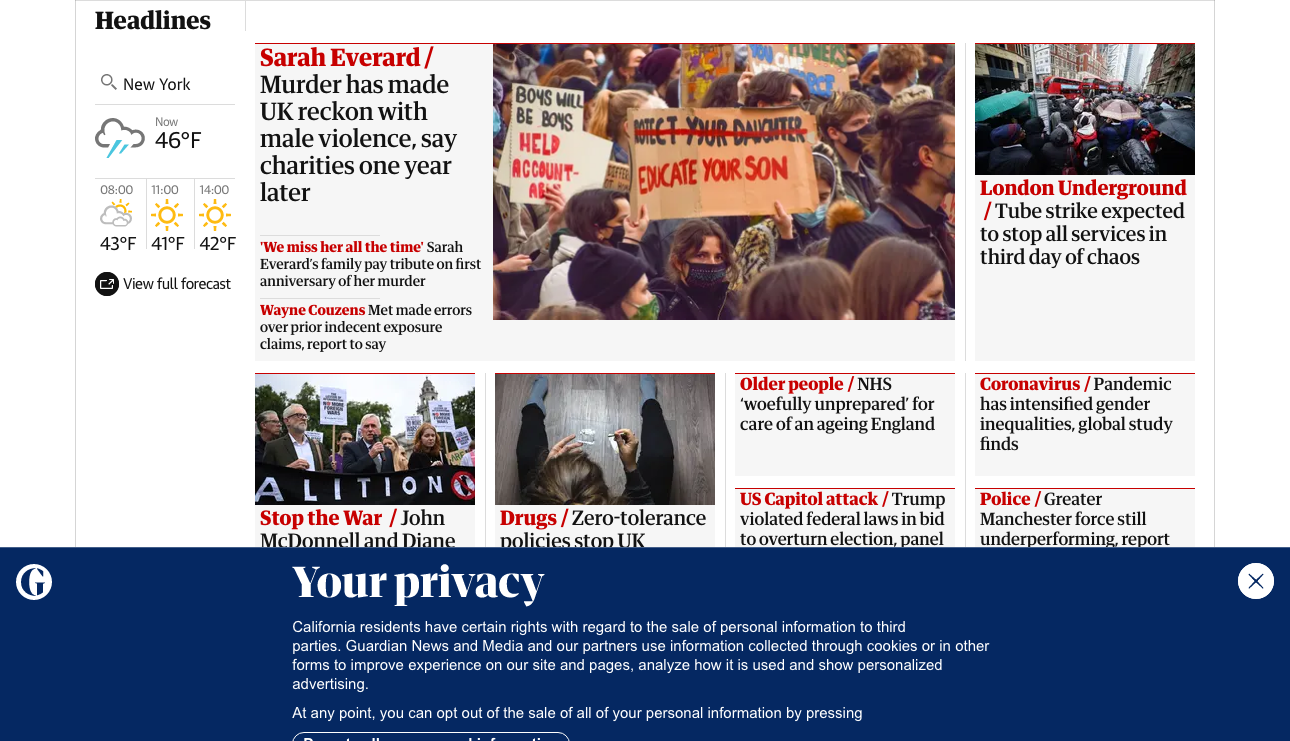 Headlines
New York
Now
46°F
08:00
11:00
14:00
43°F
41°F
42°F
View full forecast
Sarah Everard /
Murder has made
UK reckon with
male violence, say
charities one year
later
'We miss her all the time' Sarah
Everard's family pay tribute on first
anniversary of her murder
Wayne Couzens Met made errors
over prior indecent exposure
claims, report to say
BOYS WILL
BE BOYS
HELD
ACCOUNT-
PROTECT YOUR DAUGHTER
EDUCATE YOUR SON
London Underground
/ Tube strike expected
to stop all services in
third day of chaos
ALITION
Stop the War / John
McDonnell and Diane
Drugs / Zero-tolerance
policies stop UK
Older people / NHS
‘woefully unprepared’ for
care of an ageing England
Coronavirus / Pandemic
has intensified gender
inequalities, global study
finds
US Capitol attack / Trump
violated federal laws in bid
to overturn election, panel
Police / Greater
Manchester force still
underperforming, report
Your privacy
California residents have certain rights with regard to the sale of personal information to third
parties. Guardian News and Media and our partners use information collected through cookies or in other
forms to improve experience on our site and pages, analyze how it is used and show personalized
advertising.
At any point, you can opt out of the sale of all of your personal information by pressing